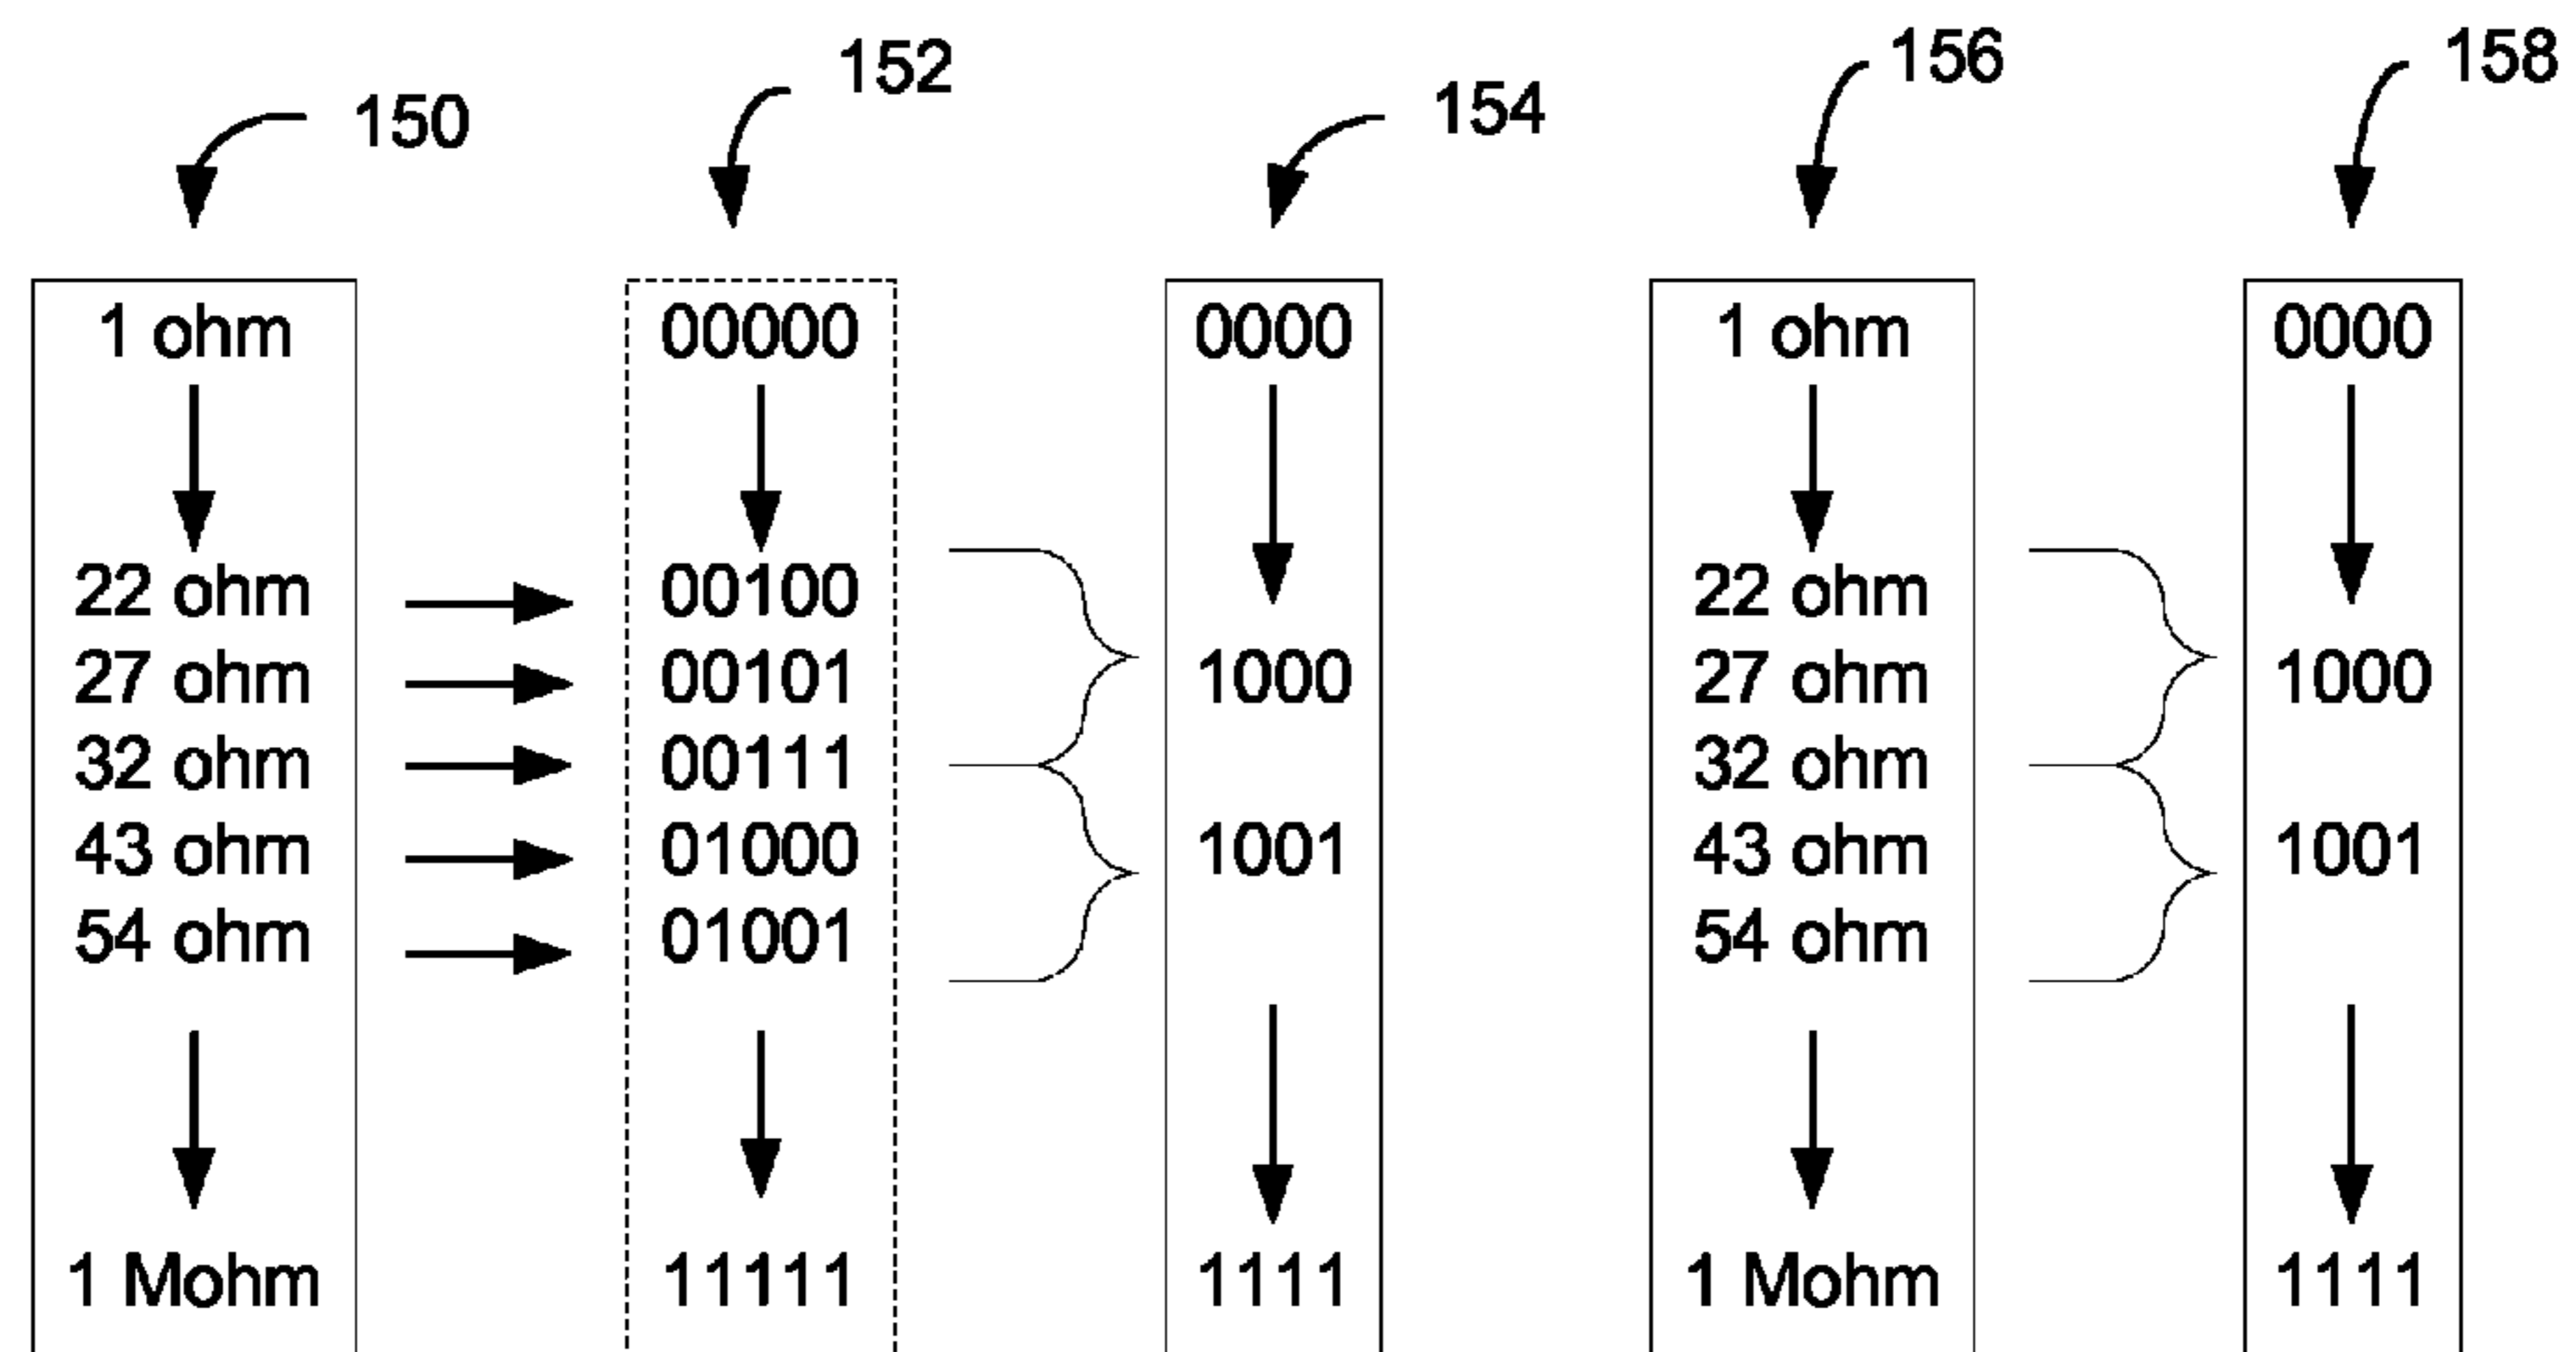 150
152
154
156
158
1 ohm
22 ohm
27 ohm
32 ohm
43 ohm
54 ohm
1 Mohm
00000
00100
00101
00111
01000
01001
11111
0000
1000
1001
1111
1 ohm
22 ohm
27 ohm
32 ohm
43 ohm
54 ohm
1 Mohm
0000
1000
1001
1111